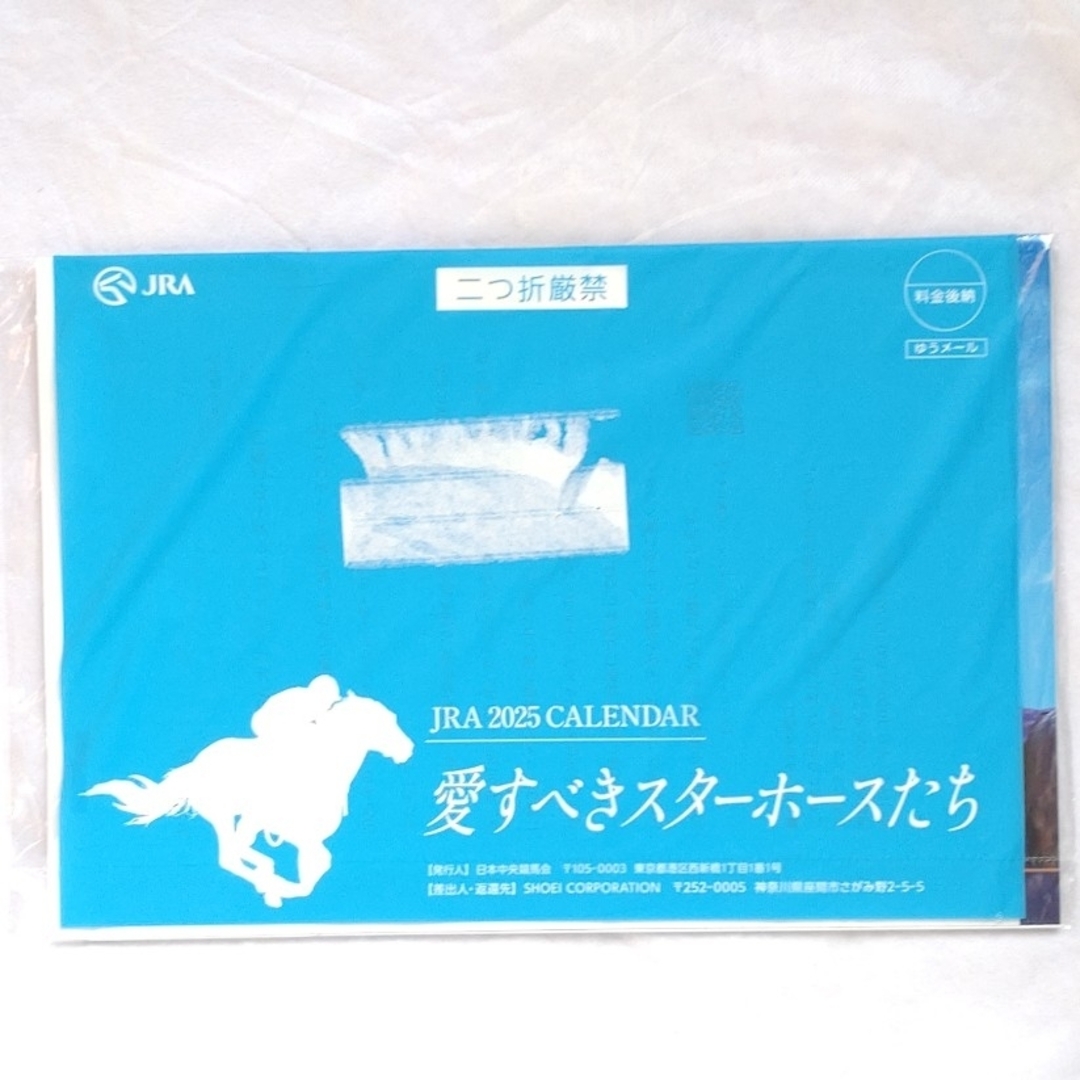 JRA
二つ折厳禁
料金後納
ゆうメール
JRA 2025 CALENDAR
愛すべきスターホースたち
【発行人】 日本中央競馬会 〒105-0003 東京都港区西新橋1丁目1番1号
【差出人・返還先】 SHOEI CORPORATION 〒252-0005 神奈川県座間市さがみ野2-5-5